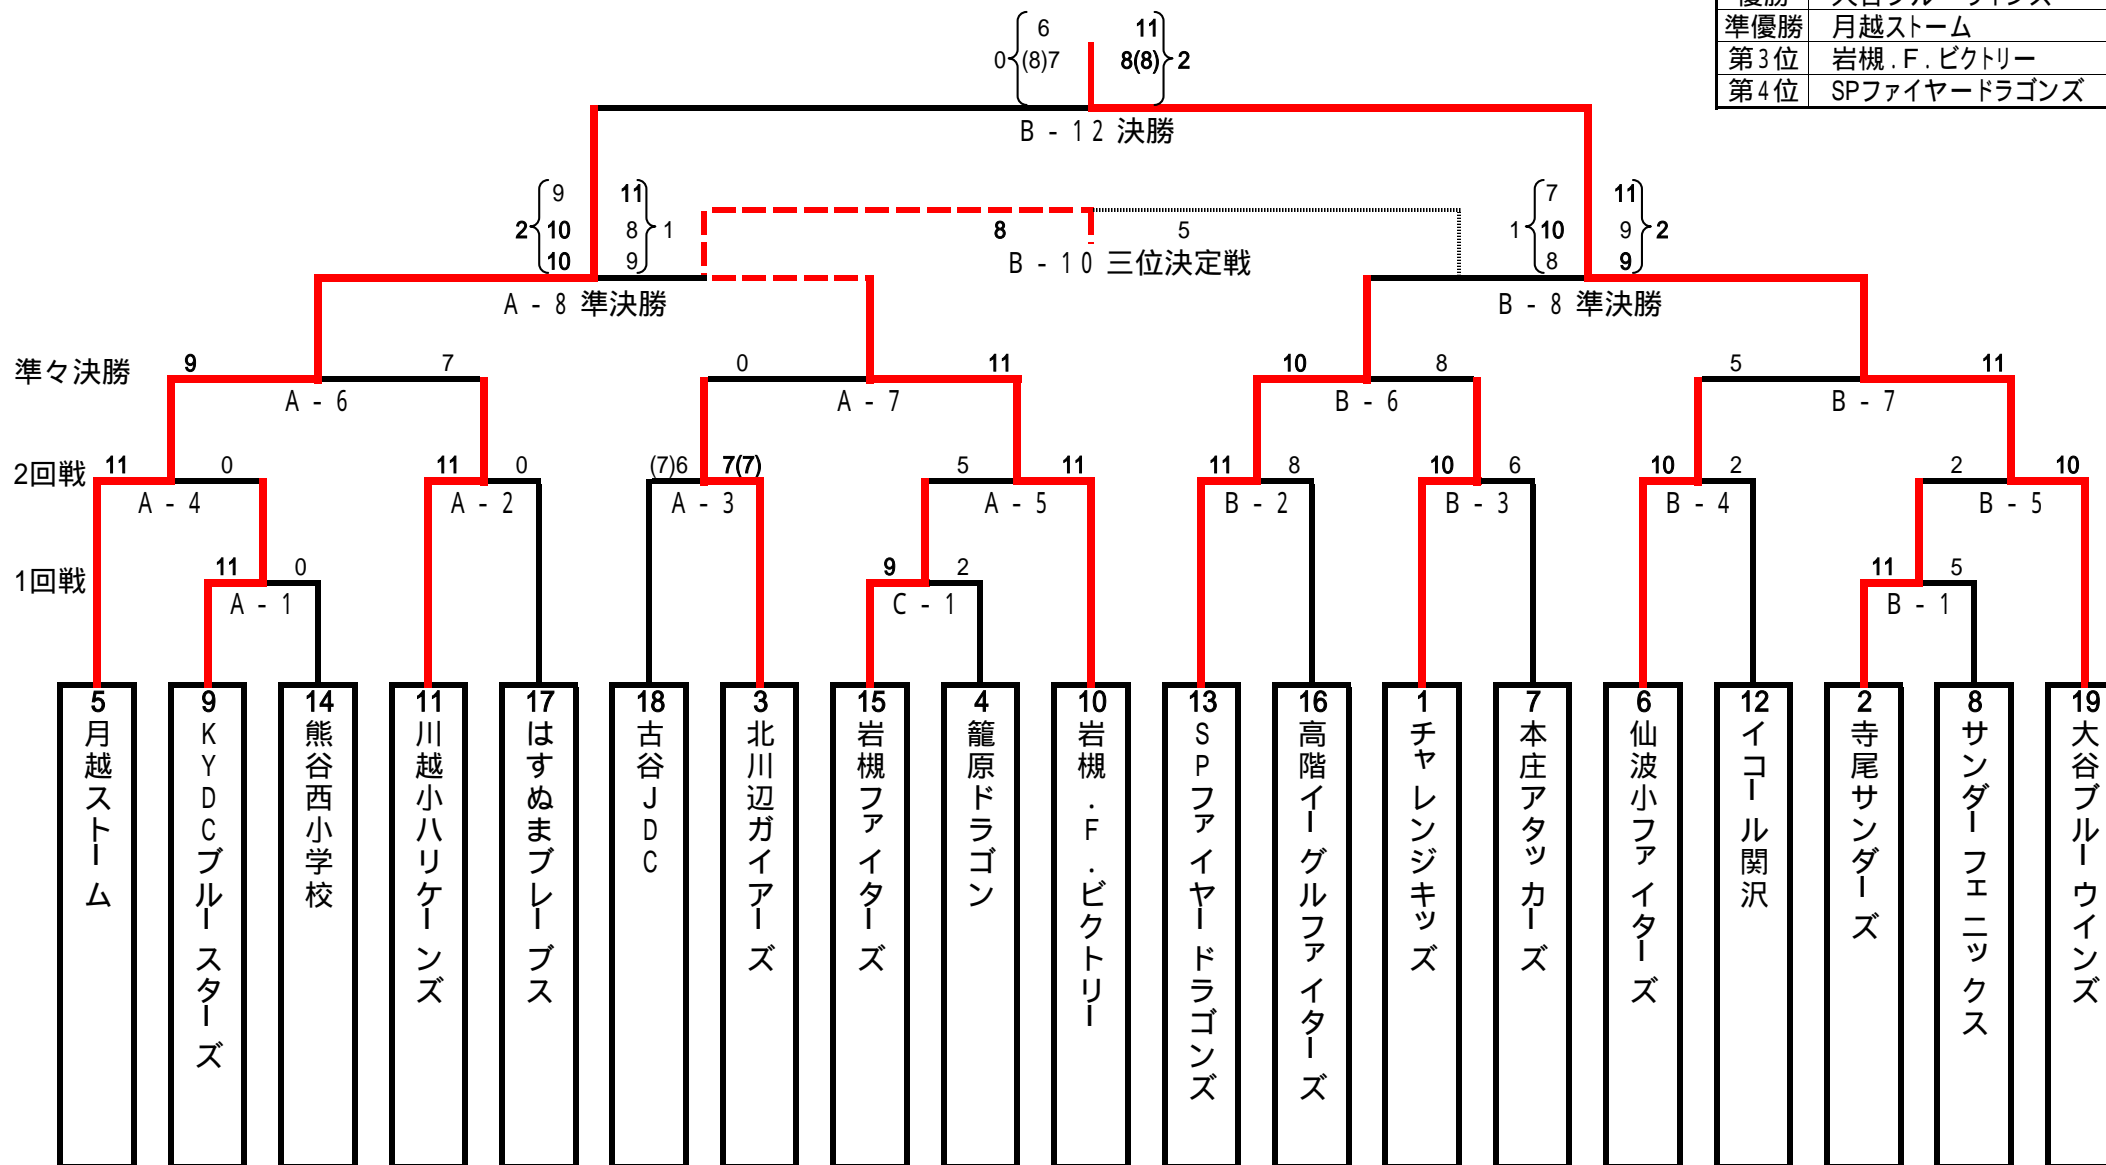 準優勝 月越ストーム
第3位 岩槻.F.ビクトリー
第4位 SPファイヤードラゴンズ
6 11
0 (8)7 8(8) 2
B-12 決勝
9 11 7 11
2 10 8 1 8 5 1 10 9 2
10 9 8 9
B-10 三位決定戦
A-8 準決勝 B-8 準決勝
準々決勝 9 7 0 11 10 8 5 11
A-6 A-7 B-6 B-7
2回戦 11 0 11 0 (7)6 7(7) 5 11 11 8 10 6 10 2 2 10
A-4 A-2 A-3 A-5 B-2 B-3 B-4 B-5
1回戦 11 0 9 2 11 5
A-1 C-1 B-1
5 月越ストーム
9 KYDCブルースターズ
14 熊谷西小学校
11 川越小ハリケーンズ
17 はすぬまブレーブス
18 古谷JDC
3 北川辺ガイアーズ
15 岩槻ファイターズ
4 籠原ドラゴン
10 岩槻.F.ビクトリー
13 SPファイヤードラゴンズ
16 高階イーグルファイターズ
1 チャレンジキッズ
7 本庄アタッカーズ
6 仙波小ファイターズ
12 イコール関沢
2 寺尾サンダーズ
8 サンダーフェニックス
19 大谷ブルーウインズ